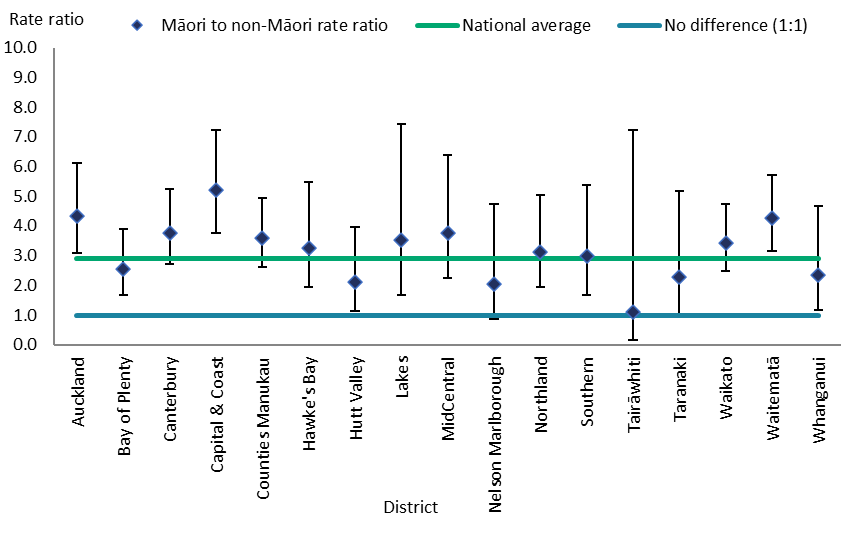 Rate ratio
Māori to non-Māori rate ratio
National average
No difference (1:1)
10.0
9.0
8.0
7.0
6.0
5.0
4.0
3.0
2.0
1.0
0.0
Auckland
Bay of Plenty
Canterbury
Capital & Coast
Counties Manukau
Hawke's Bay
Hutt Valley
Lakes
MidCentral
Nelson Marlborough
Northland
Southern
Tairāwhiti
Taranaki
Waikato
Waitematā
Whanganui
District